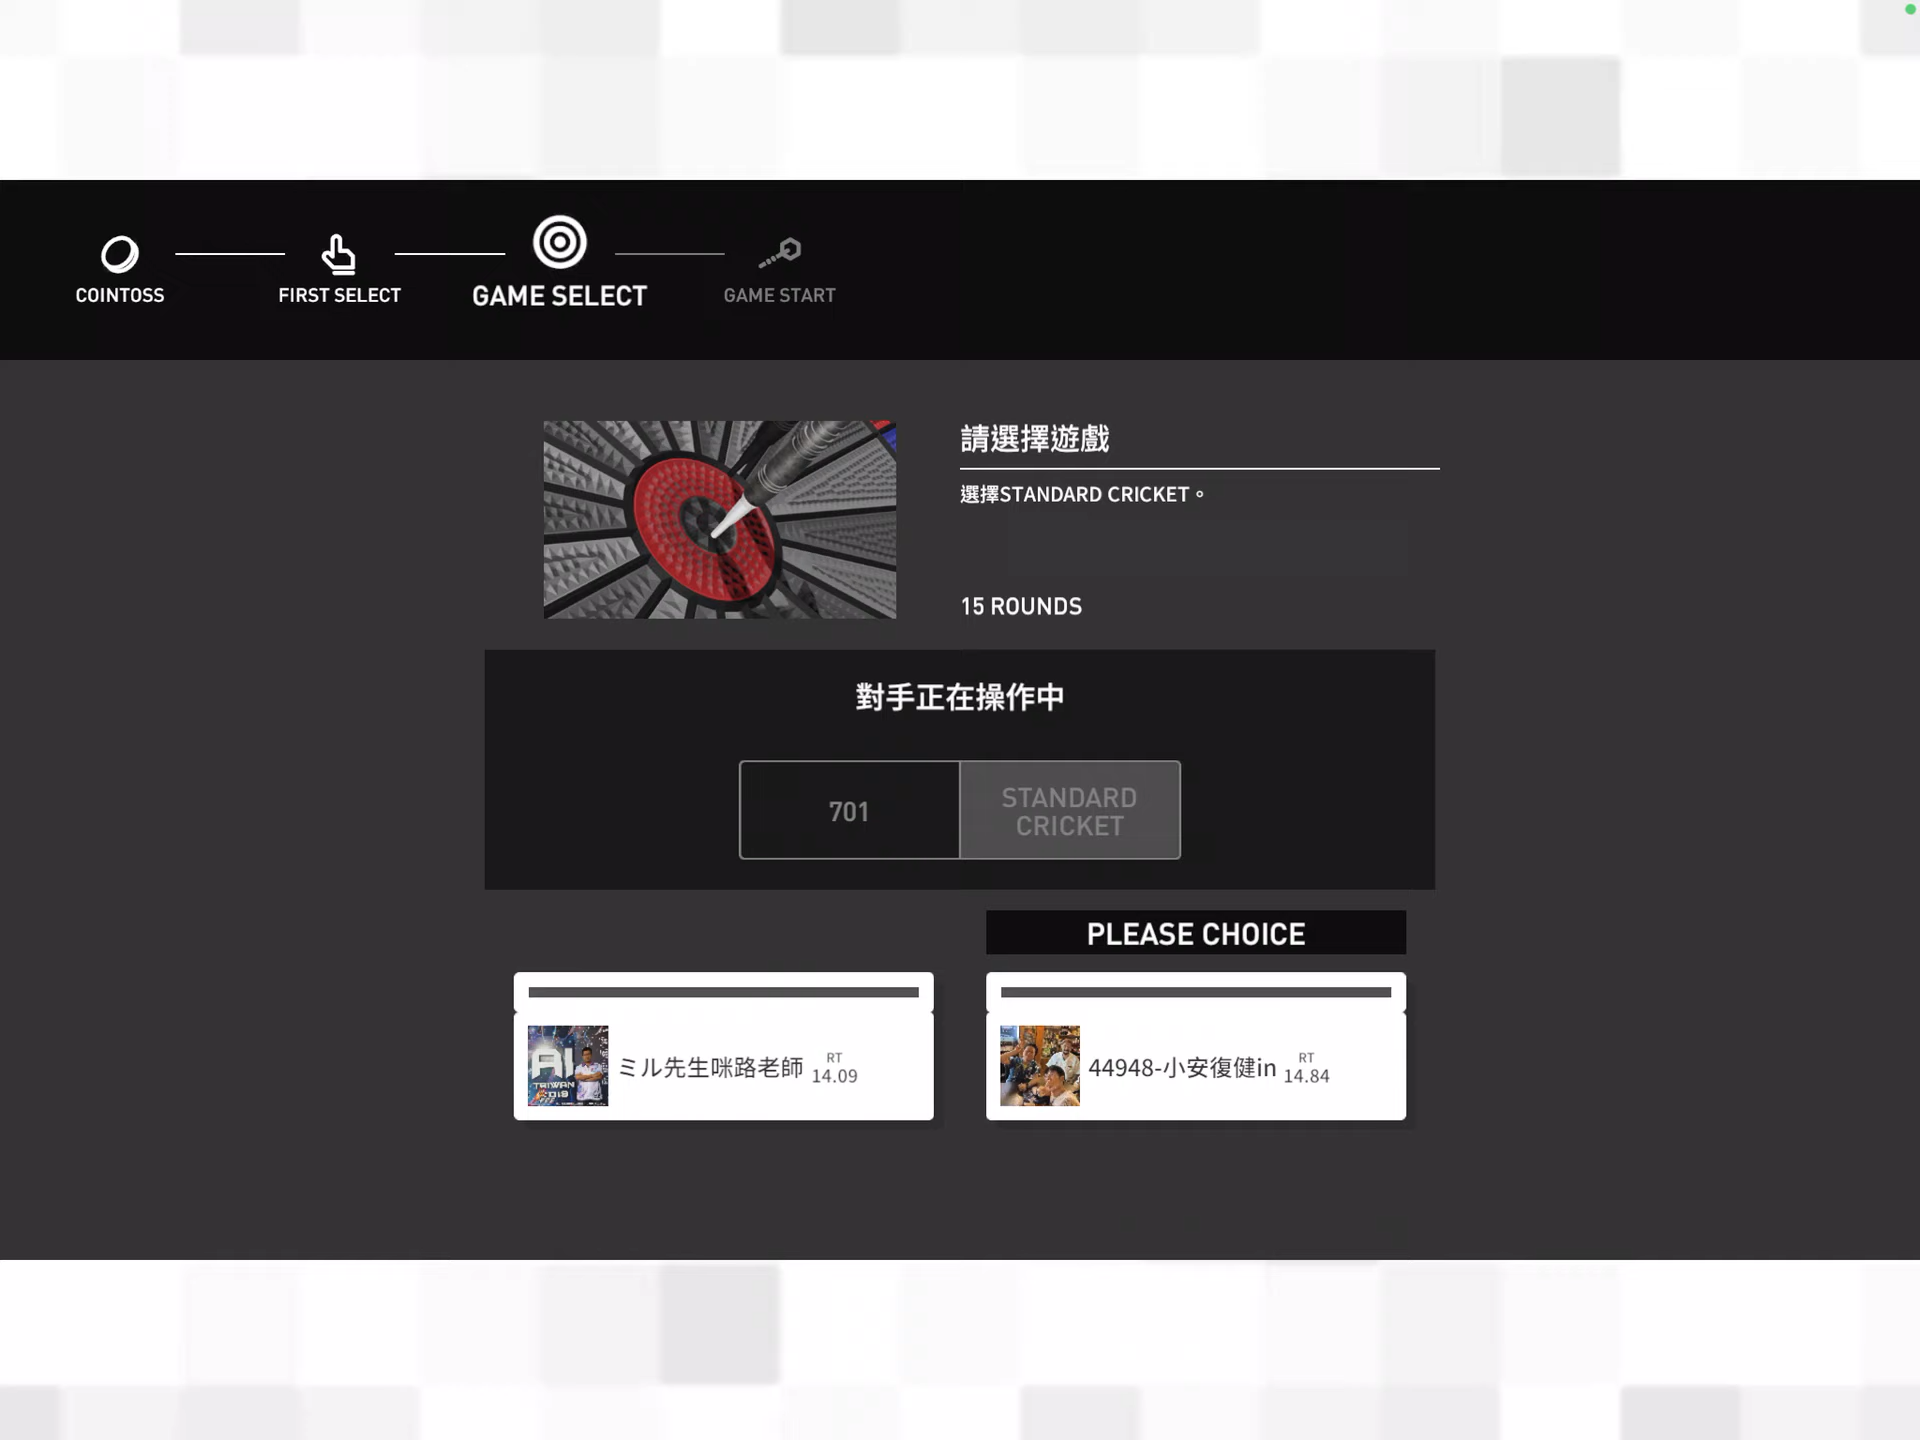 COINTOSS
FIRST SELECT
GAME SELECT
GAME START
請選擇遊戲
選擇STANDARD CRICKET。
15 ROUNDS
對手正在操作中
701
STANDARD
CRICKET
PLEASE CHOICE
AI
TAIWAN
2019
ミル先生咪路老師
RT
14.09
44948-小安復健in
RT
14.84